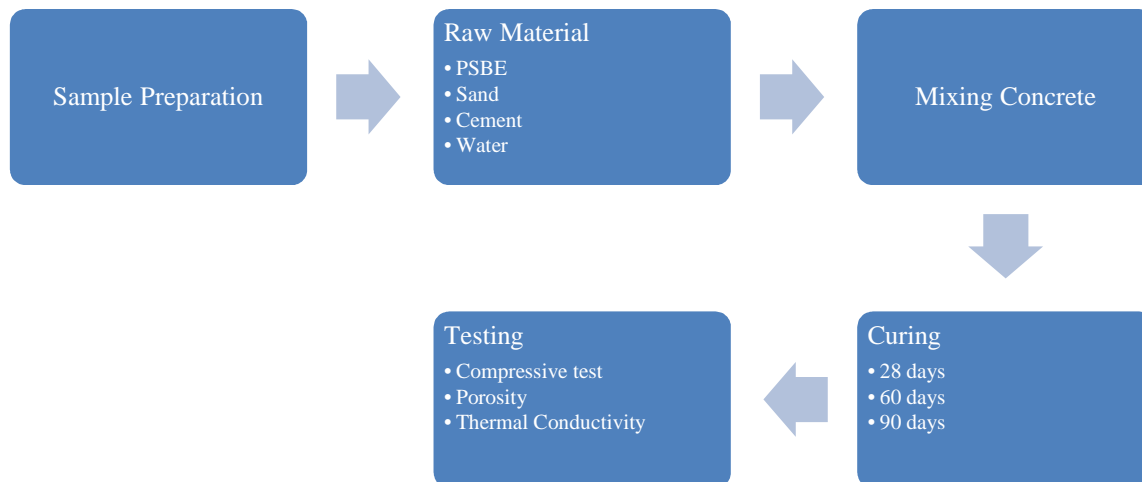 Sample Preparation
Raw Material
• PSBE
• Sand
• Cement
• Water
Mixing Concrete
Curing
• 28 days
• 60 days
• 90 days
Testing
• Compressive test
• Porosity
• Thermal Conductivity